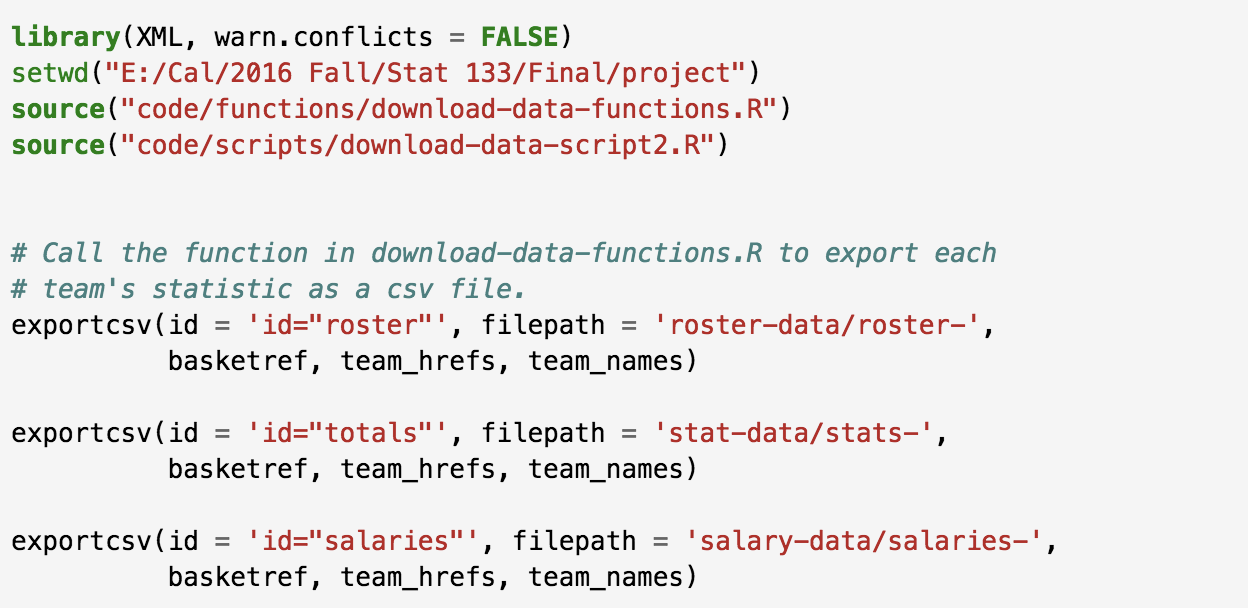 library(XML, warn.conflicts = FALSE)
setwd("E:/Cal/2016 Fall/Stat 133/Final/project")
source("code/functions/download-data-functions.R")
source("code/scripts/download-data-script2.R")
# Call the function in download-data-functions.R to export each
# team's statistic as a csv file.
exportcsv(id = 'id="roster"', filepath = 'roster-data/roster-',
          basketref, team_hrefs, team_names)
exportcsv(id = 'id="totals"', filepath = 'stat-data/stats-',
          basketref, team_hrefs, team_names)
exportcsv(id = 'id="salaries"', filepath = 'salary-data/salaries-',
          basketref, team_hrefs, team_names)